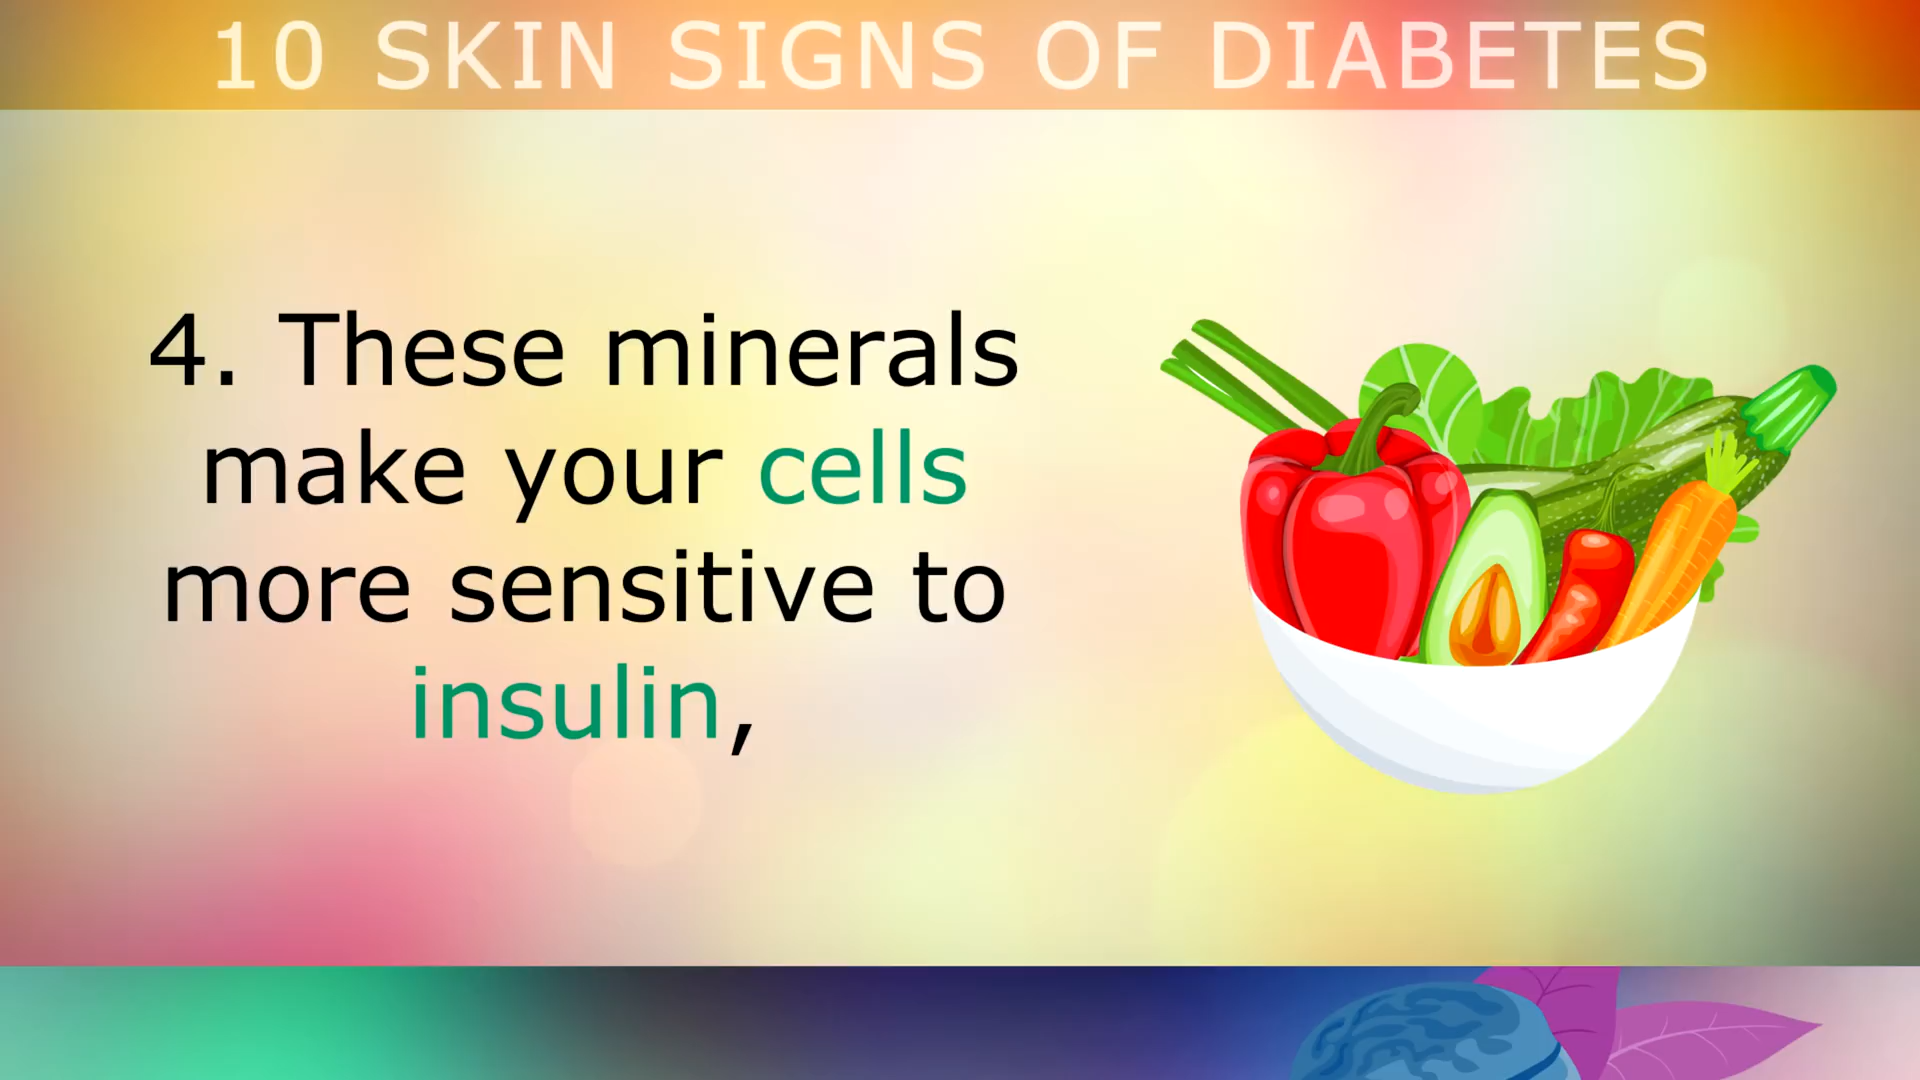 10 SKIN SIGNS OF DIABETES
4. These minerals
make your cells
more sensitive to
insulin,